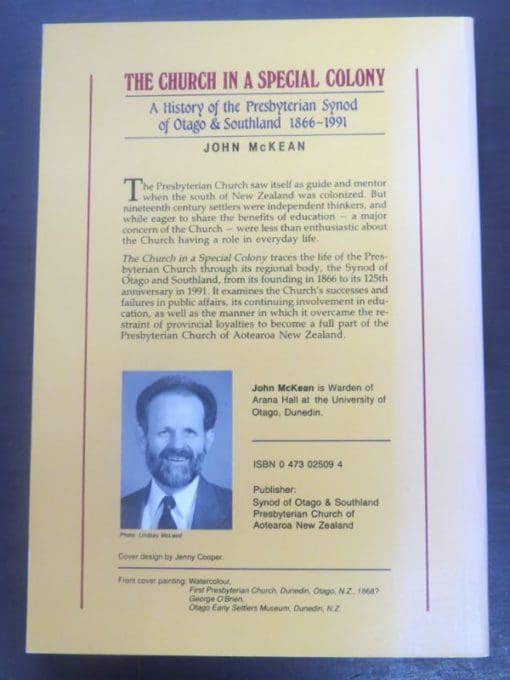 THE CHURCH IN A SPECIAL COLONY
A History of the Presbyterian Synod
of Otago & Southland 1866–1991
JOHN McKEAN
The Presbyterian Church saw itself as guide and mentor
when the south of New Zealand was colonized. But
nineteenth century settlers were independent thinkers, and
while eager to share the benefits of education — a major
concern of the Church — were less than enthusiastic about
the Church having a role in everyday life.
The Church in a Special Colony traces the life of the Pres-
byterian Church through its regional body, the Synod of
Otago and Southland, from its founding in 1866 to its 125th
anniversary in 1991. It examines the Church's successes and
failures in public affairs, its continuing involvement in edu-
cation, as well as the manner in which it overcame the re-
straint of provincial loyalties to become a full part of the
Presbyterian Church of Aotearoa New Zealand.
John McKean is Warden of
Arana Hall at the University of
Otago, Dunedin.
ISBN 0 473 02509 4
Publisher:
Synod of Otago & Southland
Presbyterian Church of
Aotearoa New Zealand
Photo: Lindsay McLeod
Cover design by Jenny Cooper
Front cover painting: Watercolour,
First Presbyterian Church, Dunedin, Otago, N.Z., 1868?
George O'Brien,
Otago Early Settlers Museum, Dunedin, N.Z.